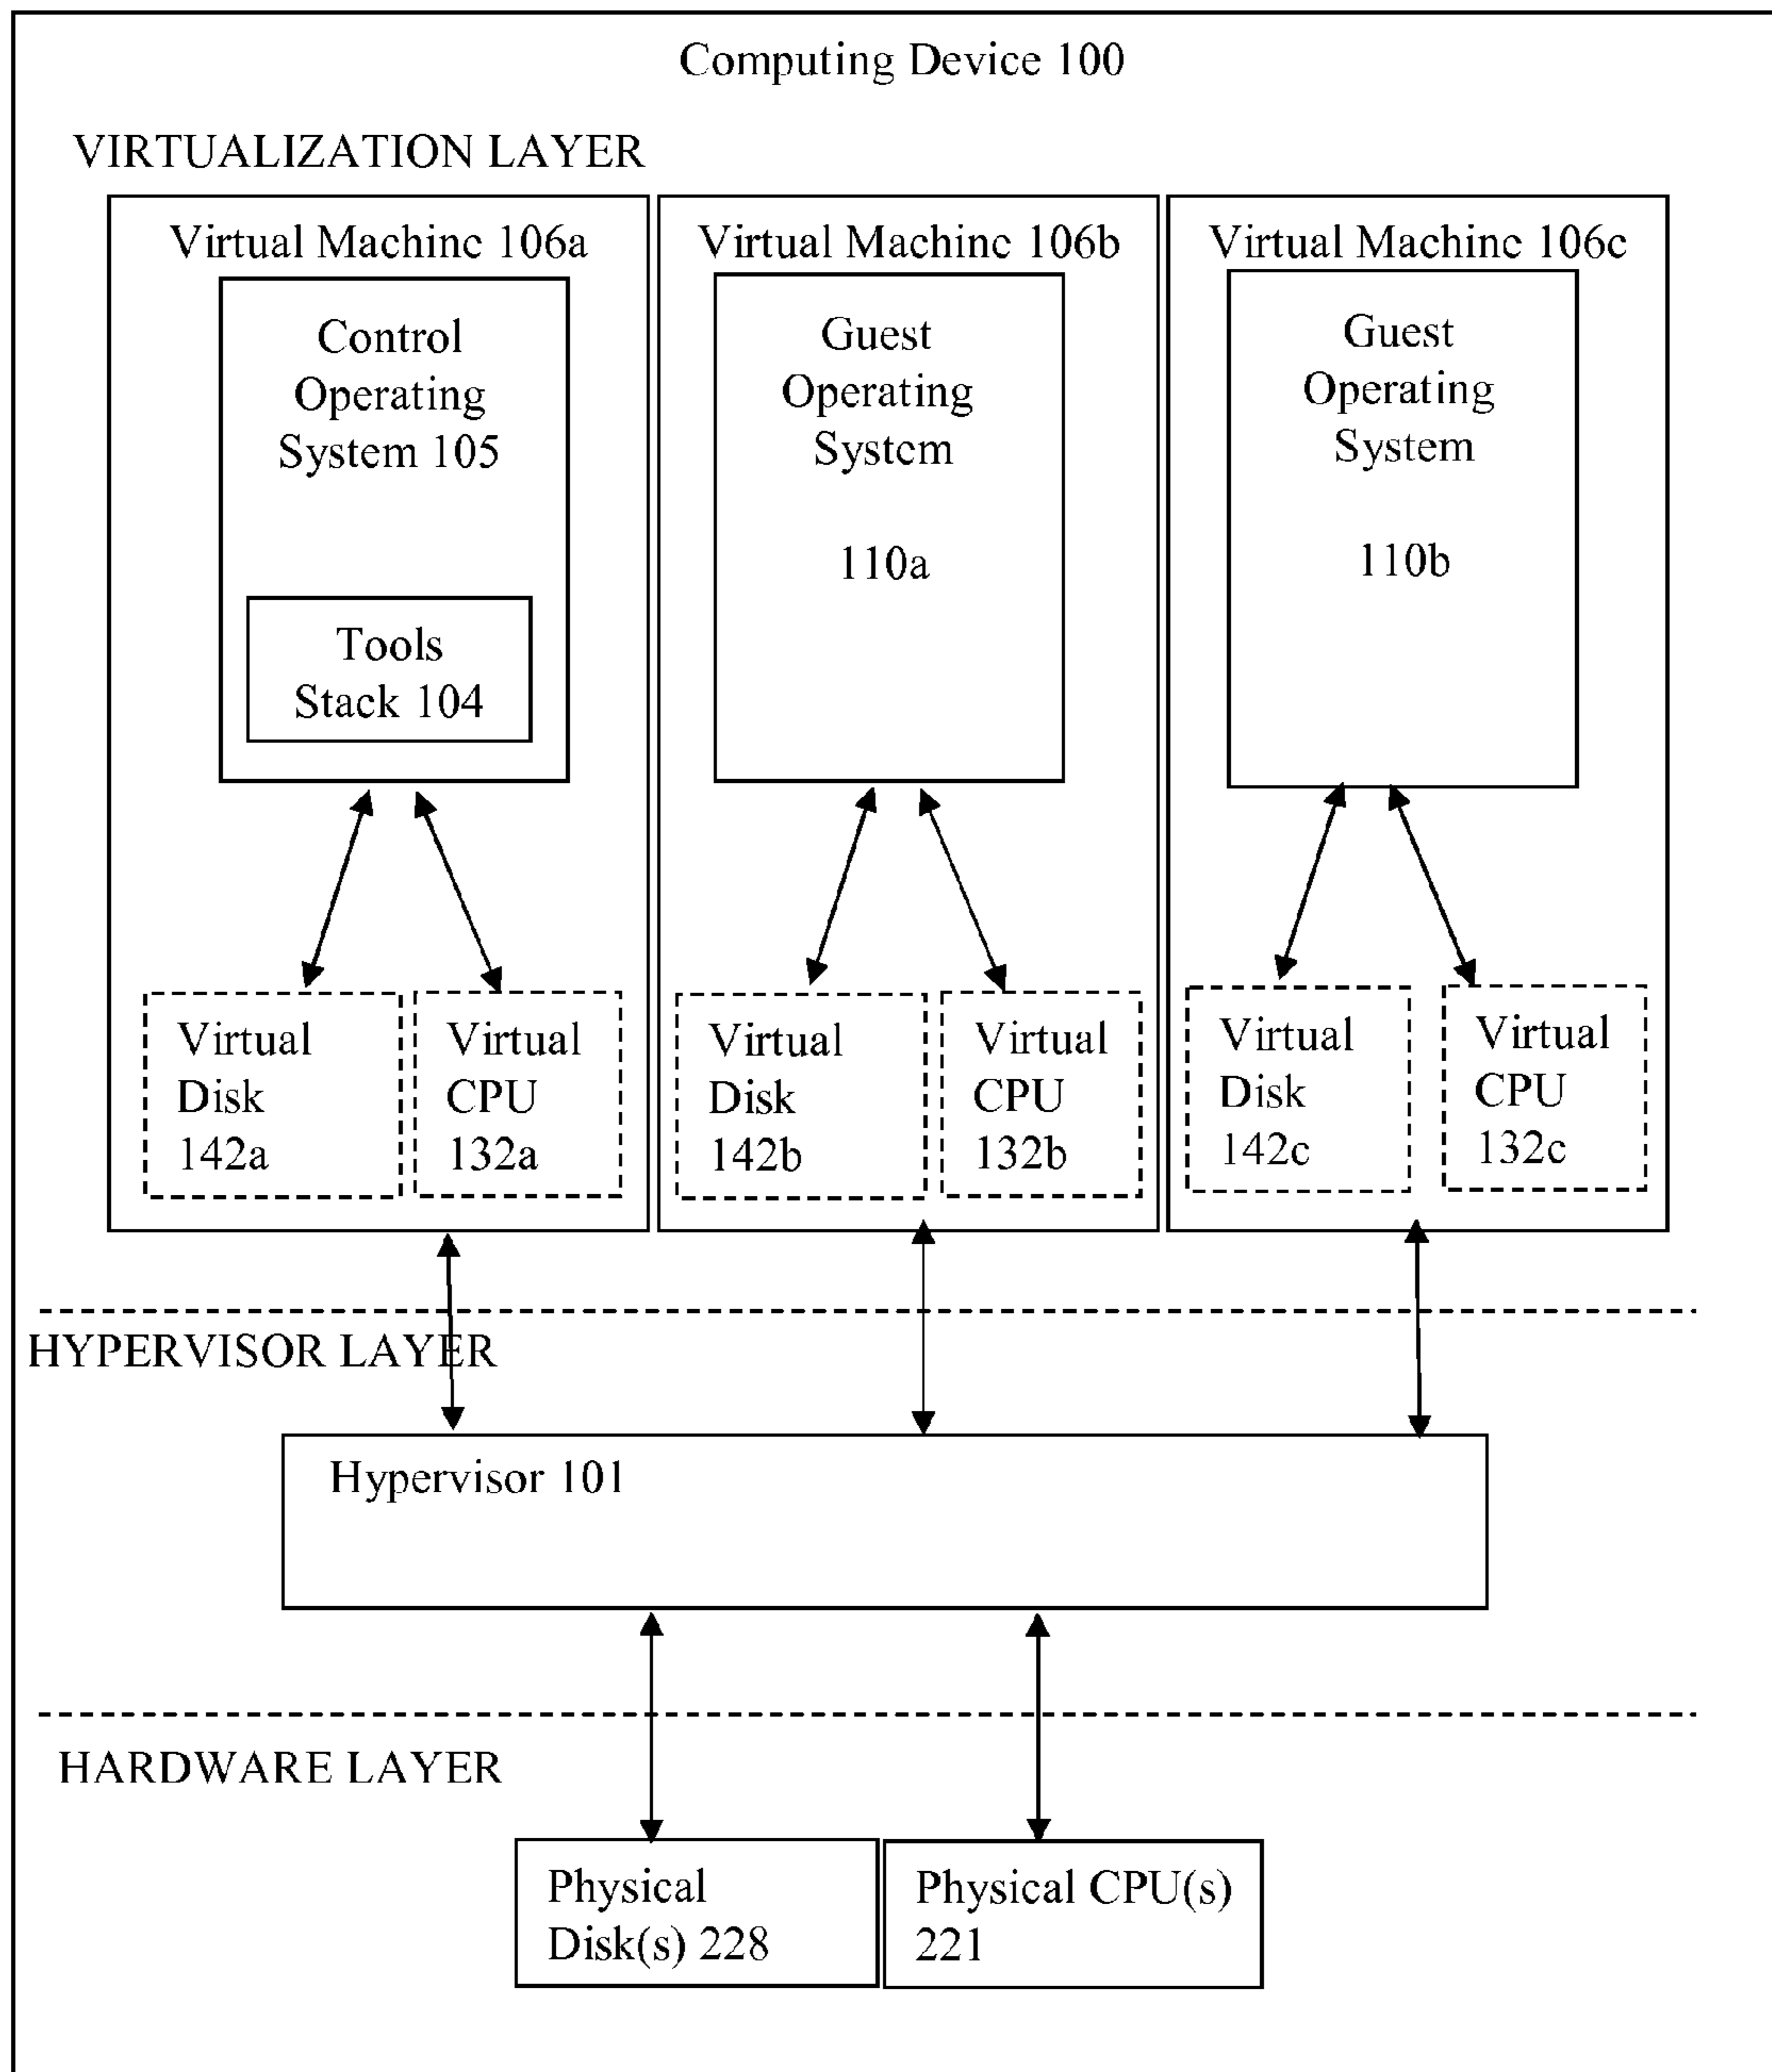 Computing Device 100
VIRTUALIZATION LAYER
Virtual Machine 106a
Control
Operating
System 105
Tools
Stack 104
Virtual
Disk
142a
Virtual
CPU
132a
Virtual Machine 106b
Guest
Operating
System
110a
Virtual
Disk
142b
Virtual
CPU
132b
Virtual Machine 106c
Guest
Operating
System
110b
Virtual
Disk
142c
Virtual
CPU
132c
HYPERVISOR LAYER
Hypervisor 101
HARDWARE LAYER
Physical
Disk(s) 228
Physical CPU(s)
221